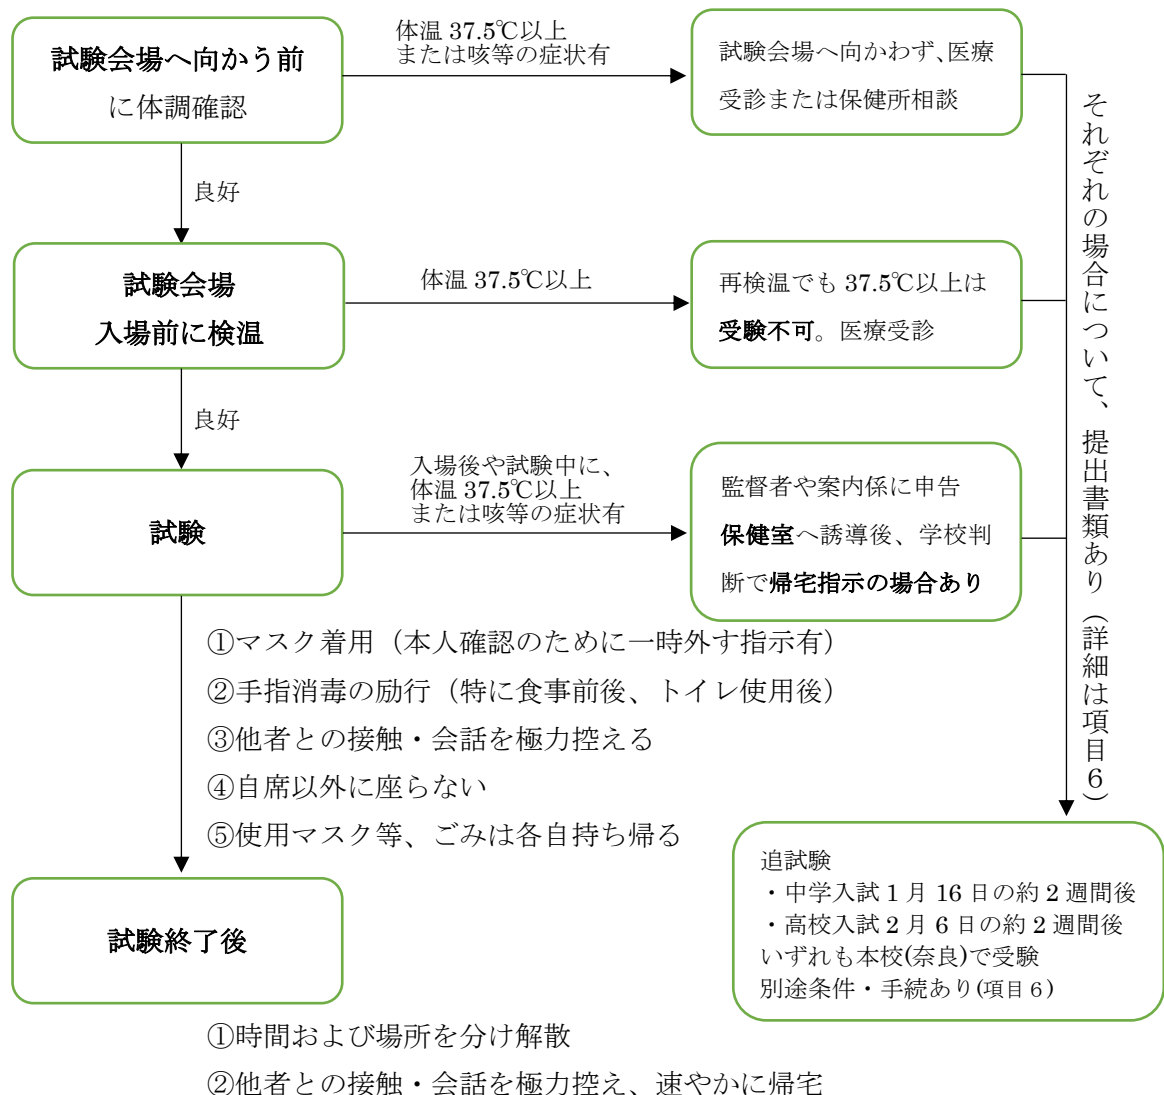 試験会場へ向かう前
に体調確認
体温 37.5℃以上
または咳等の症状有
試験会場へ向かわず、医療
受診または保健所相談
良好
試験会場
入場前に検温
体温 37.5℃以上
再検温でも 37.5℃以上は
受験不可。医療受診
良好
試験
入場後や試験中に、
体温 37.5℃以上
または咳等の症状有
監督者や案内係に申告
保健室へ誘導後、学校判
断で帰宅指示の場合あり
それぞれの場合について、提出書類あり（詳細は項目６）
①マスク着用（本人確認のために一時外す指示有）
②手指消毒の励行（特に食事前後、トイレ使用後）
③他者との接触・会話を極力控える
④自席以外に座らない
⑤使用マスク等、ごみは各自持ち帰る
追試験
・中学入試 1 月 16 日の約 2 週間後
・高校入試 2 月 6 日の約 2 週間後
いずれも本校(奈良)で受験
別途条件・手続あり(項目６)
試験終了後
①時間および場所を分け解散
②他者との接触・会話を極力控え、速やかに帰宅